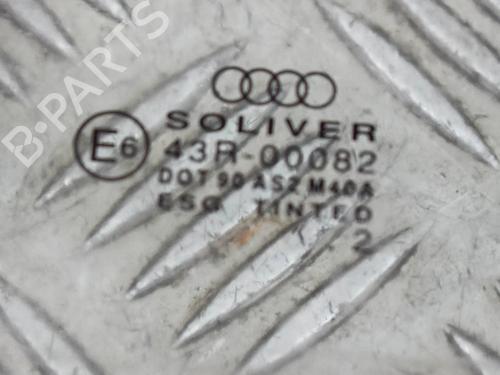 B-PARTS
SOLIVER
E6 43R-00082
DOT 90 AS2 M40A
ESG TINTED
2